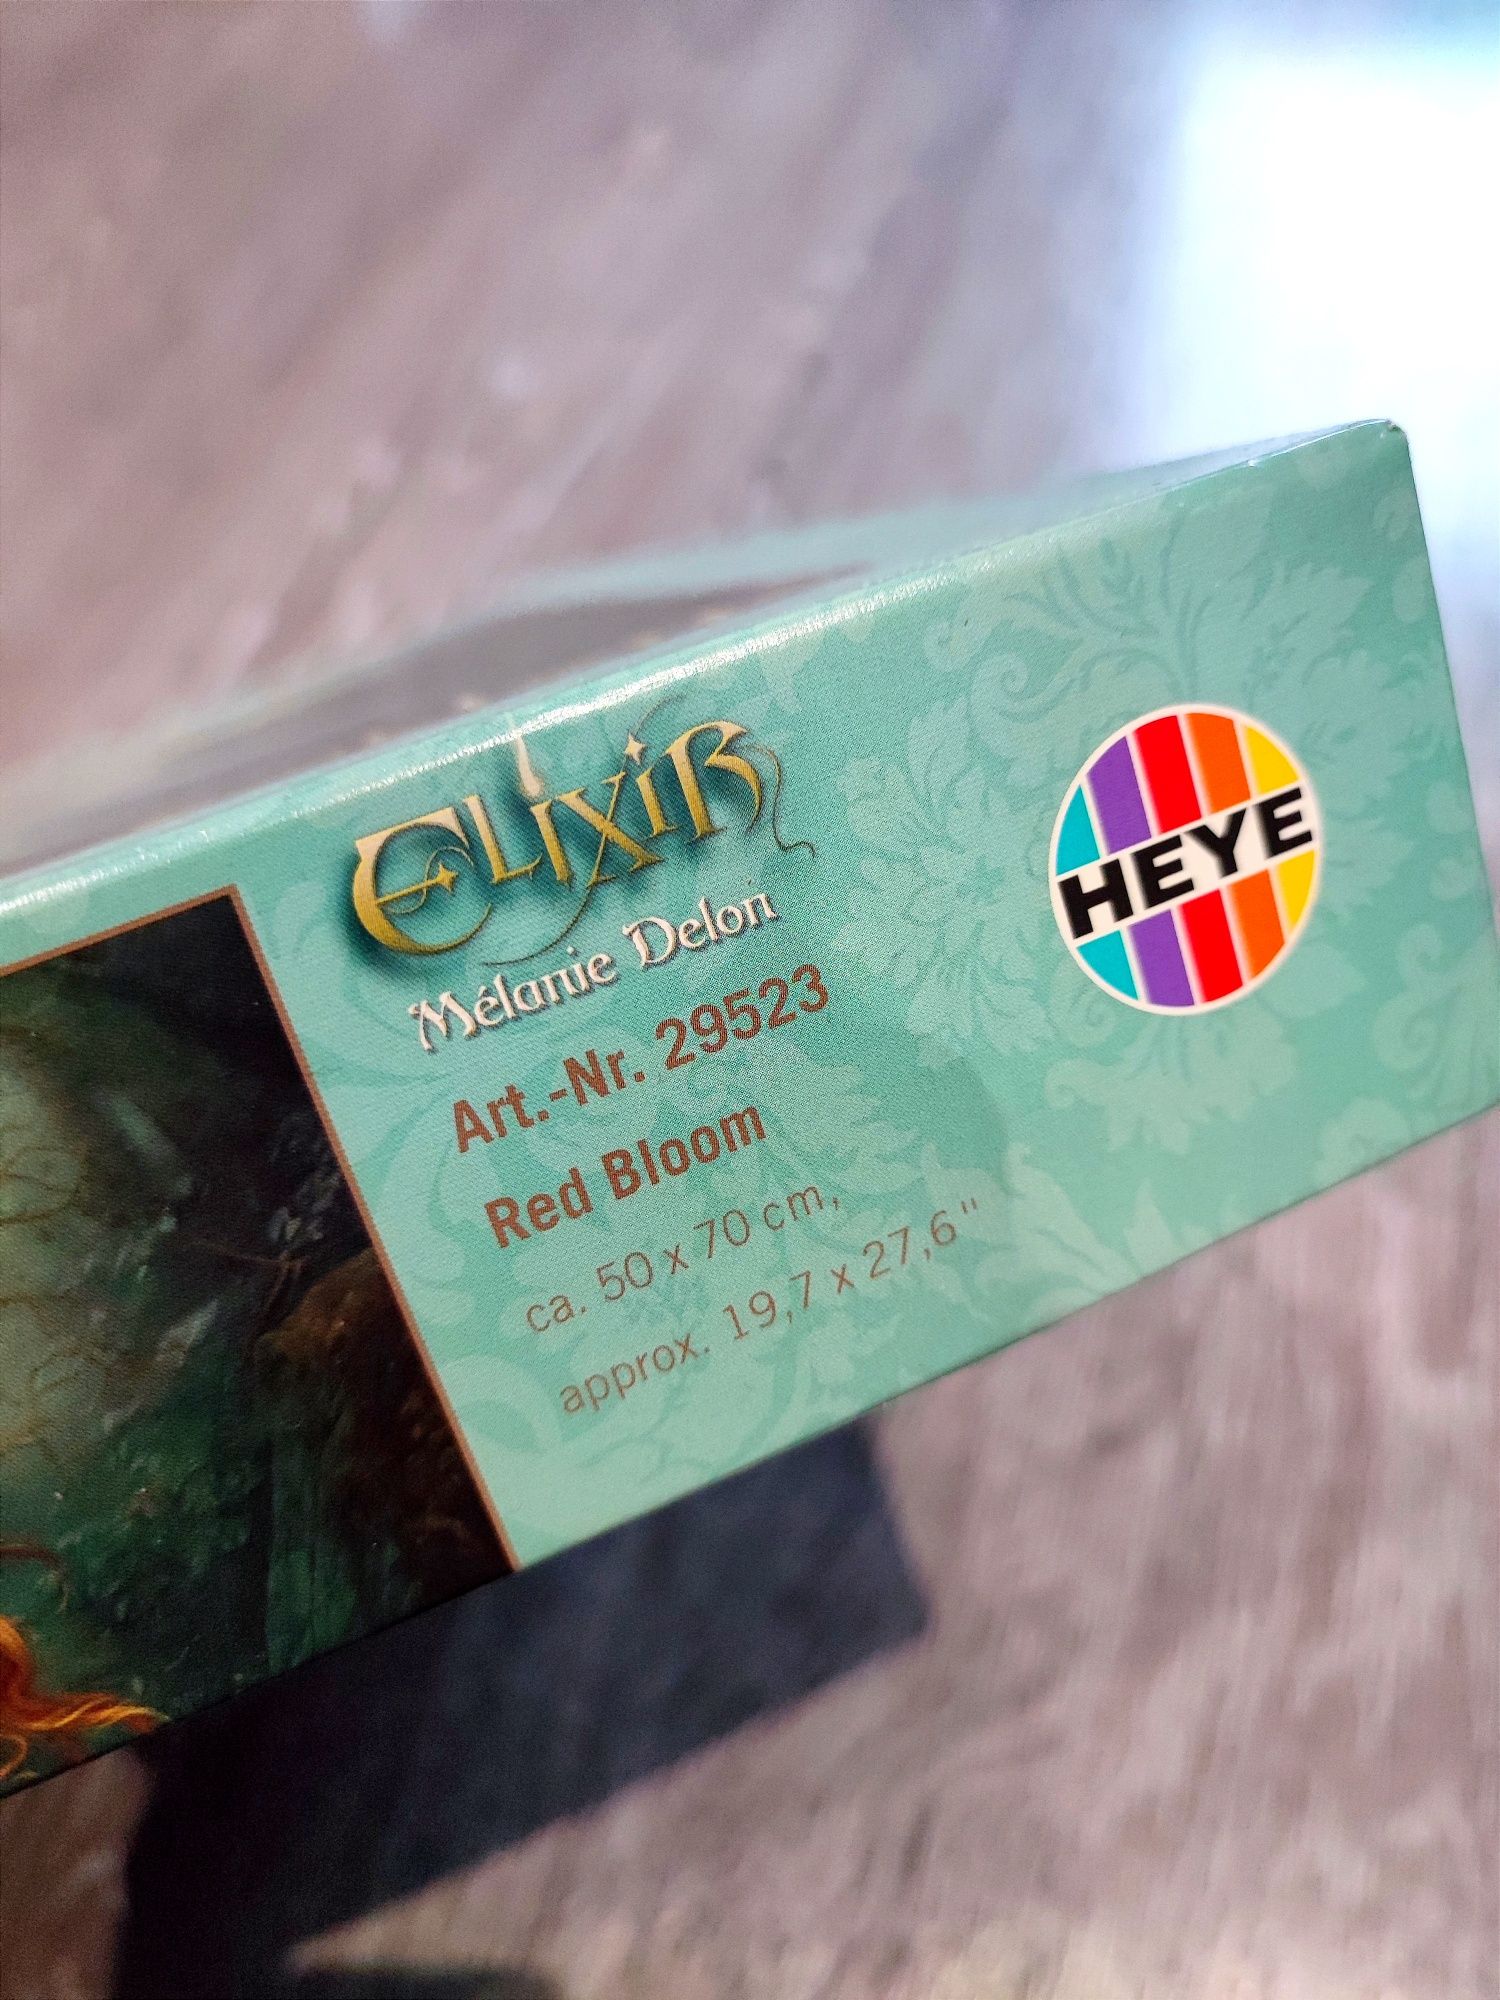 ELIXIR
Mélanie Delon
Art.-Nr. 29523
Red Bloom
ca. 50 x 70 cm,
approx. 19,7 x 27,6"
HEYE